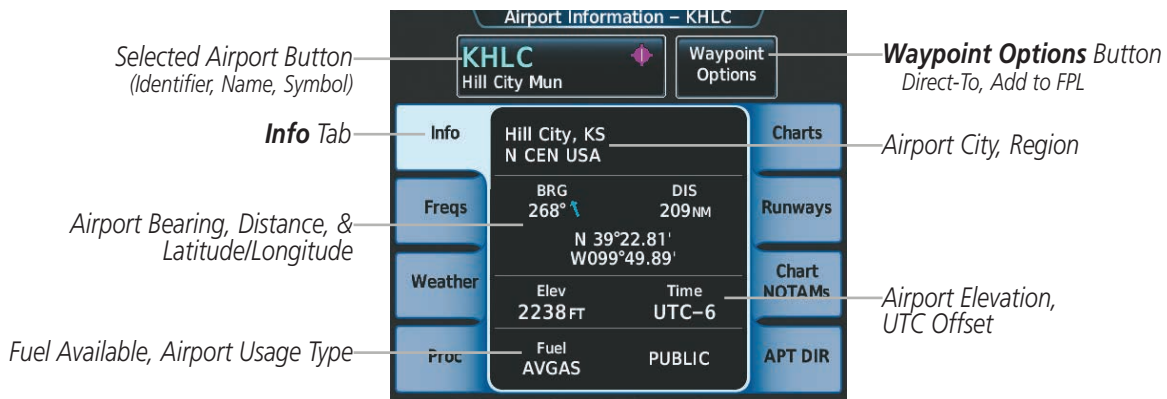 Airport Information – KHLC
Selected Airport Button
(Identifier, Name, Symbol)
KHLC
Hill City Mun
Waypoint
Options
Waypoint Options Button
Direct-To, Add to FPL
Info Tab
Info
Hill City, KS
N CEN USA
Charts
Airport City, Region
Airport Bearing, Distance, &
Latitude/Longitude
Freqs
BRG
268°
DIS
209NM
N 39°22.81'
W099°49.89'
Runways
Weather
Elev
2238FT
Time
UTC–6
Chart
NOTAMs
Airport Elevation,
UTC Offset
Fuel Available, Airport Usage Type
Proc
Fuel
AVGAS
PUBLIC
APT DIR